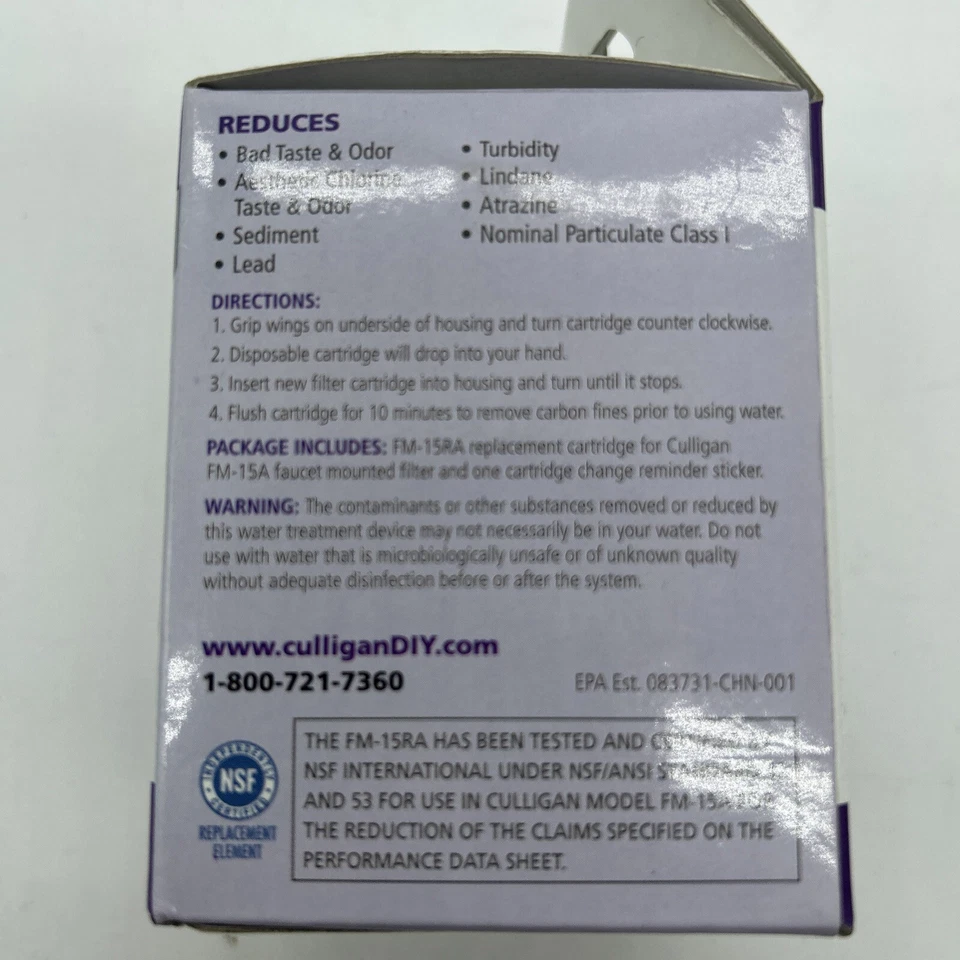 REDUCES
• Bad Taste & Odor
• Aesthetic Chlorine
Taste & Odor
• Sediment
• Lead
• Turbidity
• Lindane
• Atrazine
• Nominal Particulate Class I
DIRECTIONS:
1. Grip wings on underside of housing and turn cartridge counter clockwise.
2. Disposable cartridge will drop into your hand.
3. Insert new filter cartridge into housing and turn until it stops.
4. Flush cartridge for 10 minutes to remove carbon fines prior to using water.
PACKAGE INCLUDES: FM-15RA replacement cartridge for Culligan
FM-15A faucet mounted filter and one cartridge change reminder sticker.
WARNING: The contaminants or other substances removed or reduced by
this water treatment device may not necessarily be in your water. Do not
use with water that is microbiologically unsafe or of unknown quality
without adequate disinfection before or after the system.
www.culliganDIY.com
1-800-721-7360
EPA Est. 083731-CHN-001
INDEPENDENTLY
NSF
CERTIFIED
REPLACEMENT
ELEMENT
THE FM-15RA HAS BEEN TESTED AND
NSF INTERNATIONAL UNDER NSF/ANSI
AND 53 FOR USE IN CULLIGAN MODEL FM-15A FOR
THE REDUCTION OF THE CLAIMS SPECIFIED ON THE
PERFORMANCE DATA SHEET.